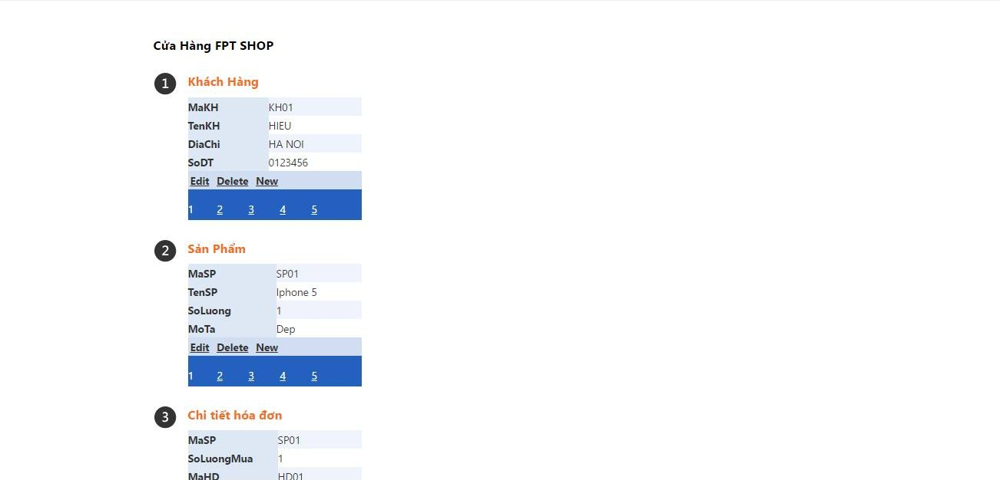 Cửa Hàng FPT SHOP
1 Khách Hàng
MaKH KH01
TenKH HIEU
DiaChi HA NOI
SoDT 0123456
Edit Delete New
1 2 3 4 5
2 Sản Phẩm
MaSP SP01
TenSP Iphone 5
SoLuong 1
MoTa Dep
Edit Delete New
1 2 3 4 5
3 Chi tiết hóa đơn
MaSP SP01
SoLuongMua 1
MaHD HD01